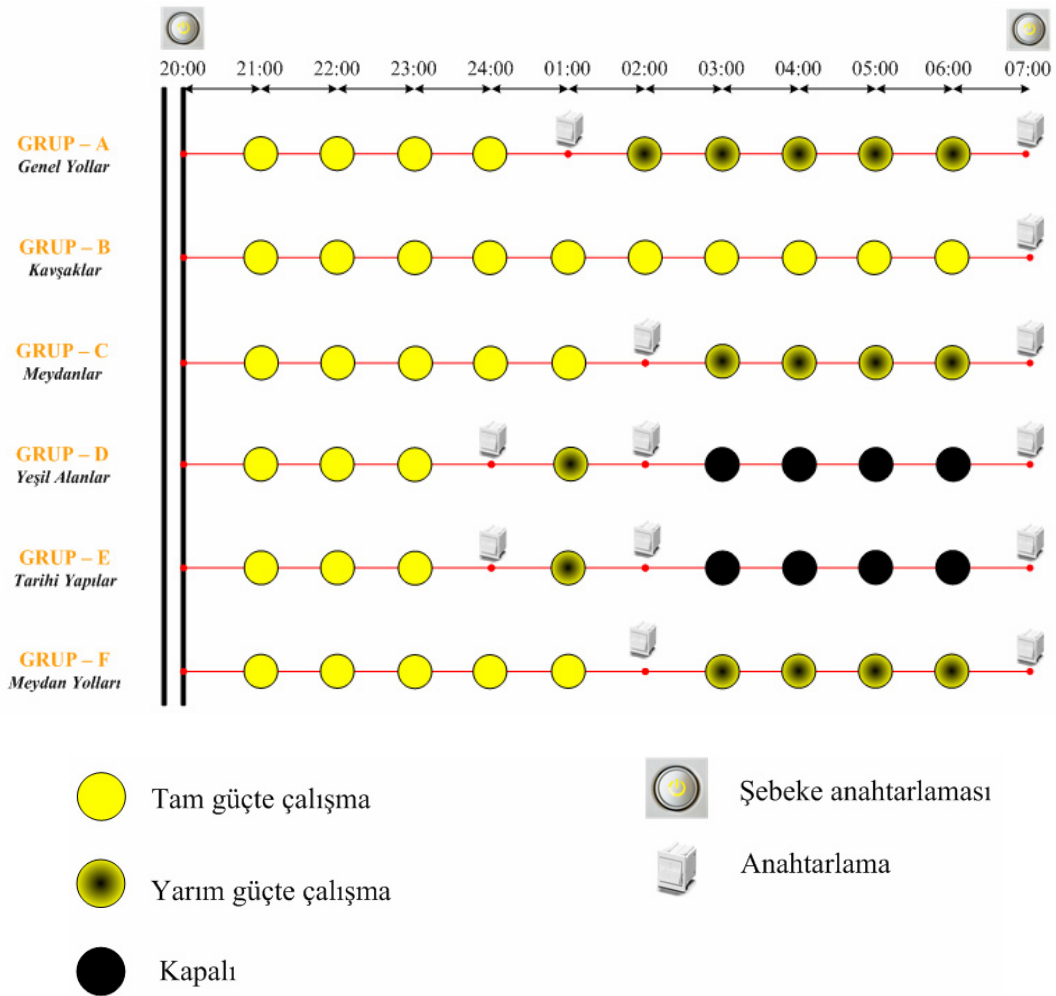 20:00 21:00 22:00 23:00 24:00 01:00 02:00 03:00 04:00 05:00 06:00 07:00
GRUP – A
Genel Yollar
GRUP – B
Kavşaklar
GRUP – C
Meydanlar
GRUP – D
Yeşil Alanlar
GRUP – E
Tarihi Yapılar
GRUP – F
Meydan Yolları
Tam güçte çalışma
Şebeke anahtarlaması
Anahtarlama
Yarım güçte çalışma
Kapalı